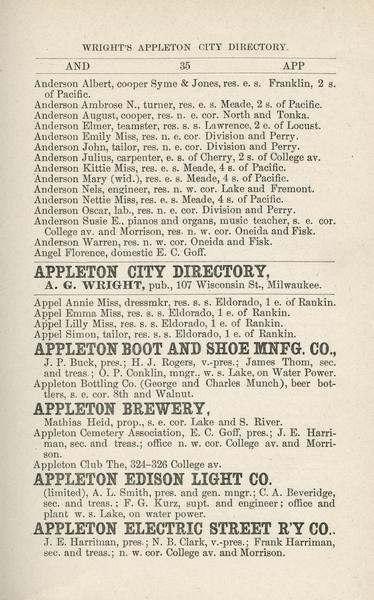 WRIGHT'S APPLETON CITY DIRECTORY.
AND 35 APP
Anderson Albert, cooper Syme & Jones, res. e. s. Franklin, 2 s.
of Pacific.
Anderson Ambrose N., turner, res. e. s. Meade, 2 s. of Pacific.
Anderson August, cooper, res. n. e. cor. North and Tonka.
Anderson Elmer, teamster, res. s. s. Lawrence, 2 e. of Locust.
Anderson Emily Miss, res. n. e. cor. Division and Perry.
Anderson John, tailor, res. n. e. cor. Division and Perry.
Anderson Julius, carpenter, e. s. of Cherry, 2 s. of College av.
Anderson Kittie Miss, res. e. s. Meade, 4 s. of Pacific.
Anderson Mary (wid.), res. e. s. Meade, 4 s. of Pacific.
Anderson Nels, engineer, res. n. w. cor. Lake and Fremont.
Anderson Nettie Miss, res. e. s. Meade, 4 s. of Pacific.
Anderson Oscar, lab., res. n. e. cor. Division and Perry.
Anderson Susie E., pianos and organs, music teacher, s. e. cor.
College av. and Morrison, res. n. w. cor. Oneida and Fisk.
Anderson Warren, res. n. w. cor. Oneida and Fisk.
Angel Florence, domestic E. C. Goff.
APPLETON CITY DIRECTORY,
A. G. WRIGHT, pub., 107 Wisconsin St., Milwaukee.
Appel Annie Miss, dressmkr, res. s. s. Eldorado, 1 e. of Rankin.
Appel Emma Miss, res. s. s. Eldorado, 1 e. of Rankin.
Appel Lilly Miss, res. s. s. Eldorado, 1 e. of Rankin.
Appel Simon, tailor, res. s. s. Eldorado, 1 e. of Rankin.
APPLETON BOOT AND SHOE MNFG. CO.,
J. P. Buck, pres.; H. J. Rogers, v.-pres.; James Thom, sec.
and treas.; O. P. Conklin, mngr., w. s. Lake, on Water Power.
Appleton Bottling Co. (George and Charles Munch), beer bot-
tlers, s. e. cor. 8th and Walnut.
APPLETON BREWERY,
Mathias Heid, prop., s. e. cor. Lake and S. River.
Appleton Cemetery Association, E. C. Goff, pres.; J. E. Harri-
man, sec. and treas.; office n. w. cor. College av. and Morri-
son.
Appleton Club The, 324-326 College av.
APPLETON EDISON LIGHT CO.
(limited), A. L. Smith, pres. and gen. mngr.; C. A. Beveridge,
sec. and treas.; F. G. Kurz, supt. and engineer; office and
plant w. s. Lake, on water power.
APPLETON ELECTRIC STREET R'Y CO..
J. E. Harriman, pres.; N. B. Clark, v.-pres.; Frank Harriman,
sec. and treas.; n. w. cor. College av. and Morrison.